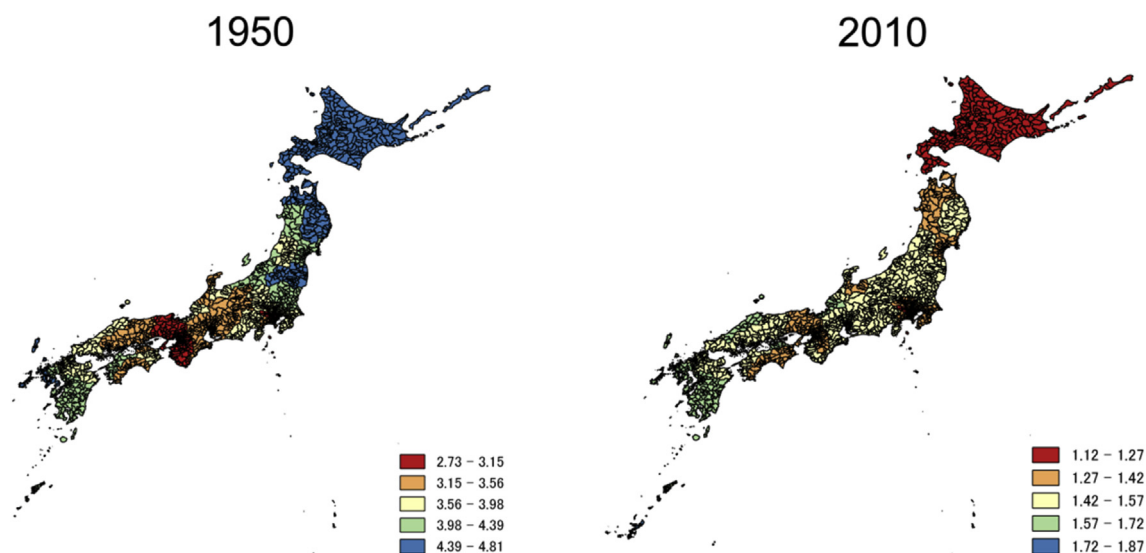 1950
2010
2.73 – 3.15
3.15 – 3.56
3.56 – 3.98
3.98 – 4.39
4.39 – 4.81
1.12 – 1.27
1.27 – 1.42
1.42 – 1.57
1.57 – 1.72
1.72 – 1.87